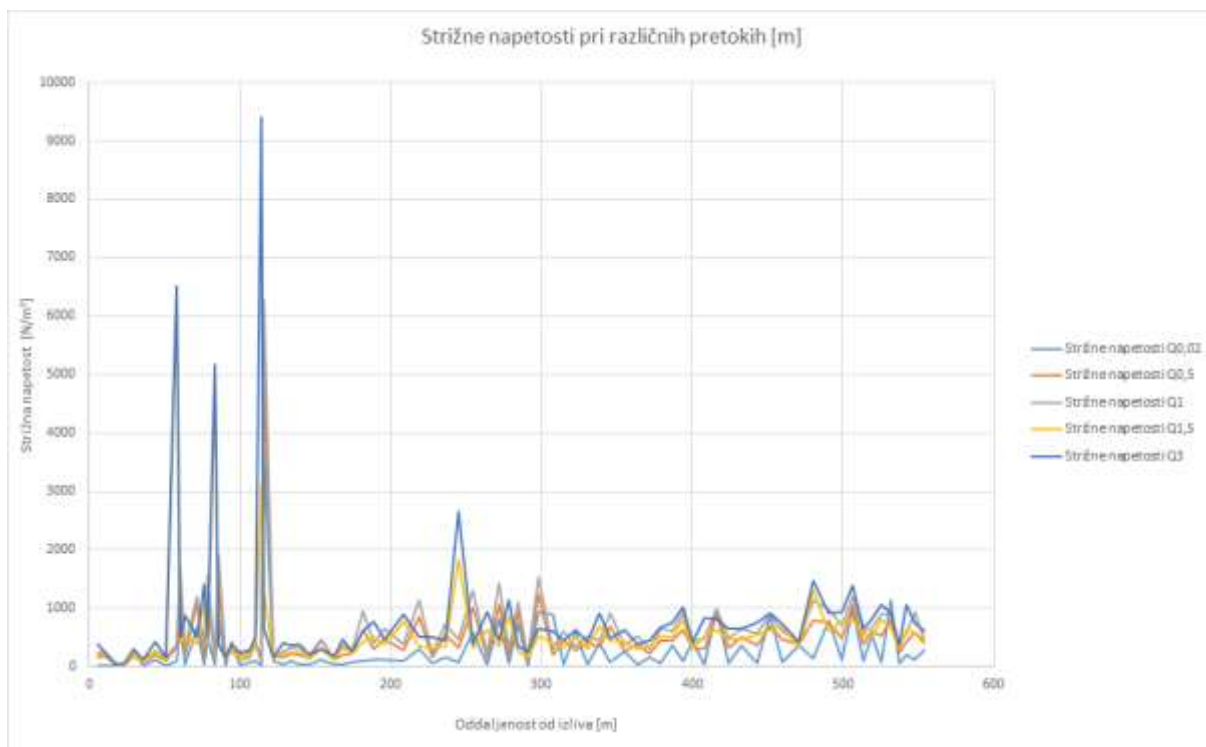 Strižne napetosti pri različnih pretokih [m]
10000
9000
8000
7000
6000
5000
4000
3000
2000
1000
0
Strižna napetost [N/m²]
0 100 200 300 400 500 600
Oddaljenost od izliva [m]
Strižne napetosti Q0,02
Strižne napetosti Q0,5
Strižne napetosti Q1
Strižne napetosti Q1,5
Strižne napetosti Q3